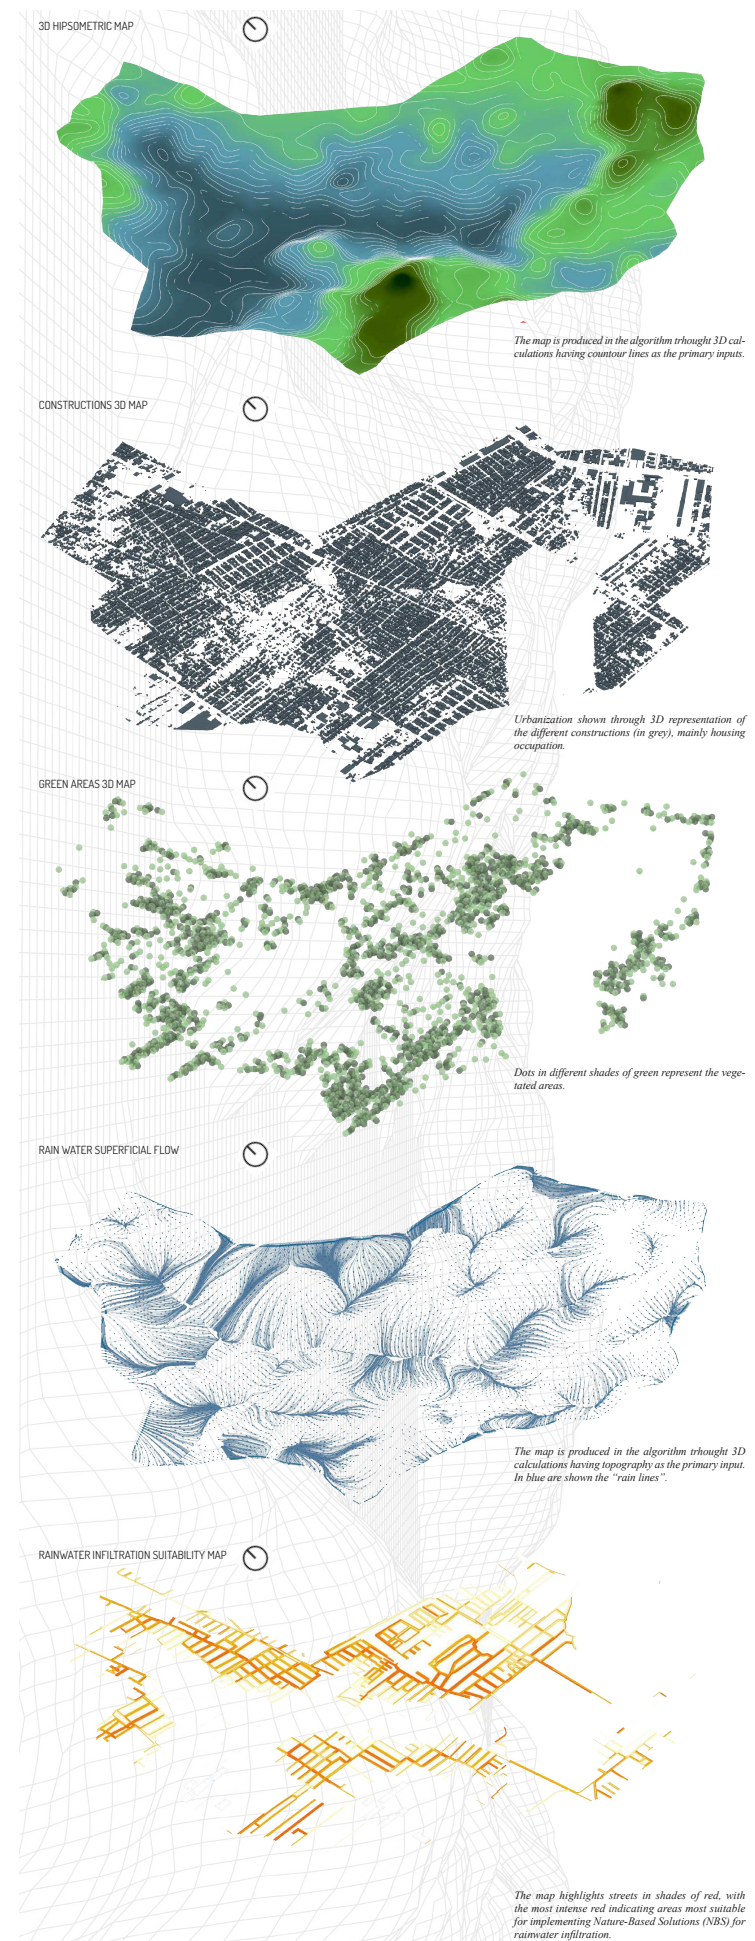 3D HIPSOMETRIC MAP
The map is produced in the algorithm trhought 3D cal-
culations having countour lines as the primary inputs.
CONSTRUCTIONS 3D MAP
Urbanization shown through 3D representation of
the different constructions (in grey), mainly housing
occupation.
GREEN AREAS 3D MAP
Dots in different shades of green represent the vege-
tated areas.
RAIN WATER SUPERFICIAL FLOW
The map is produced in the algorithm trhought 3D
calculations having topography as the primary input.
In blue are shown the “rain lines”.
RAINWATER INFILTRATION SUITABILITY MAP
The map highlights streets in shades of red, with
the most intense red indicating areas most suitable
for implementing Nature-Based Solutions (NBS) for
rainwater infiltration.